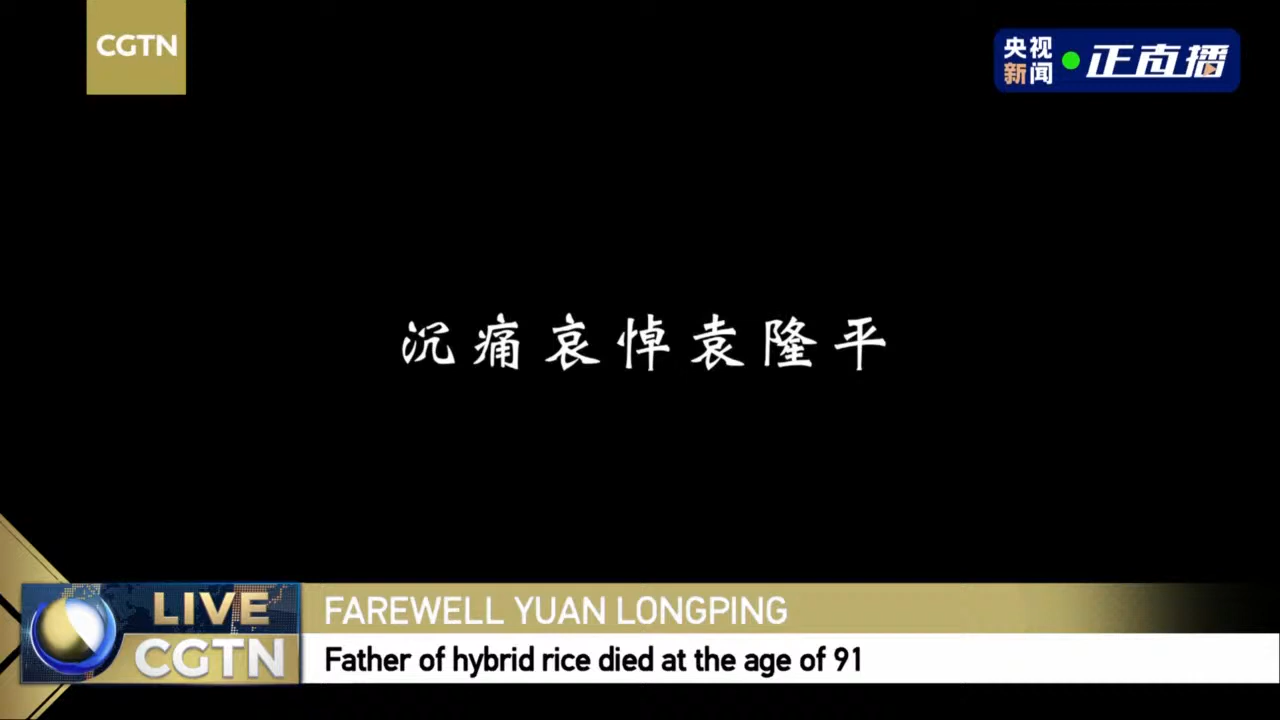 CGTN
央视
新闻
正直播
沉痛哀悼袁隆平
LIVE
CGTN
FAREWELL YUAN LONGPING
Father of hybrid rice died at the age of 91